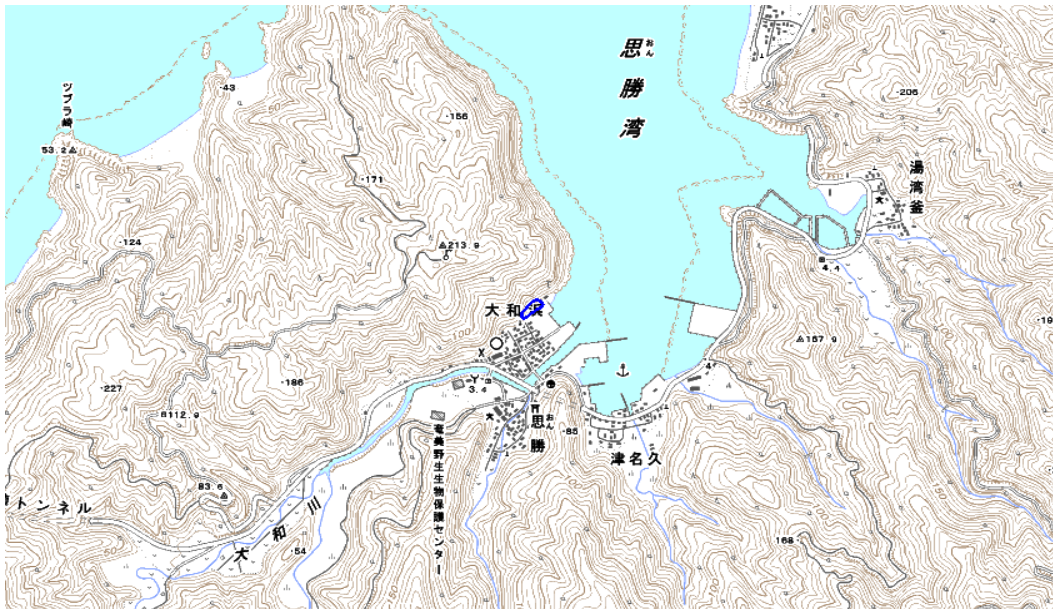 思勝湾
おん
ツブラ崎
53.2
・43
・156
・171
・206
湯湾釜
・124
213.9
4.4
大和浜
157.9
・227
・186
112.9
3.4
思勝
おん
・85
津名久
奄美野生生物保護センター
83.6
トンネル
大和川
・54
168・